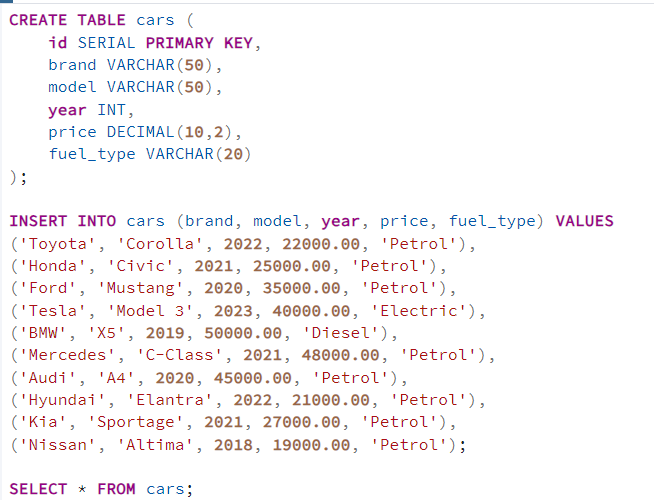 CREATE TABLE cars (
    id SERIAL PRIMARY KEY,
    brand VARCHAR(50),
    model VARCHAR(50),
    year INT,
    price DECIMAL(10,2),
    fuel_type VARCHAR(20)
);

INSERT INTO cars (brand, model, year, price, fuel_type) VALUES
('Toyota', 'Corolla', 2022, 22000.00, 'Petrol'),
('Honda', 'Civic', 2021, 25000.00, 'Petrol'),
('Ford', 'Mustang', 2020, 35000.00, 'Petrol'),
('Tesla', 'Model 3', 2023, 40000.00, 'Electric'),
('BMW', 'X5', 2019, 50000.00, 'Diesel'),
('Mercedes', 'C-Class', 2021, 48000.00, 'Petrol'),
('Audi', 'A4', 2020, 45000.00, 'Petrol'),
('Hyundai', 'Elantra', 2022, 21000.00, 'Petrol'),
('Kia', 'Sportage', 2021, 27000.00, 'Petrol'),
('Nissan', 'Altima', 2018, 19000.00, 'Petrol');

SELECT * FROM cars;